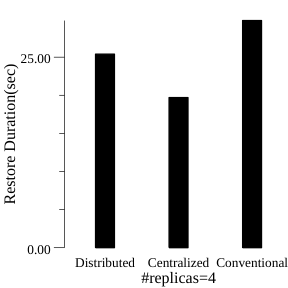 Restore Duration(sec)
25.00
0.00
Distributed Centralized Conventional
#replicas=4